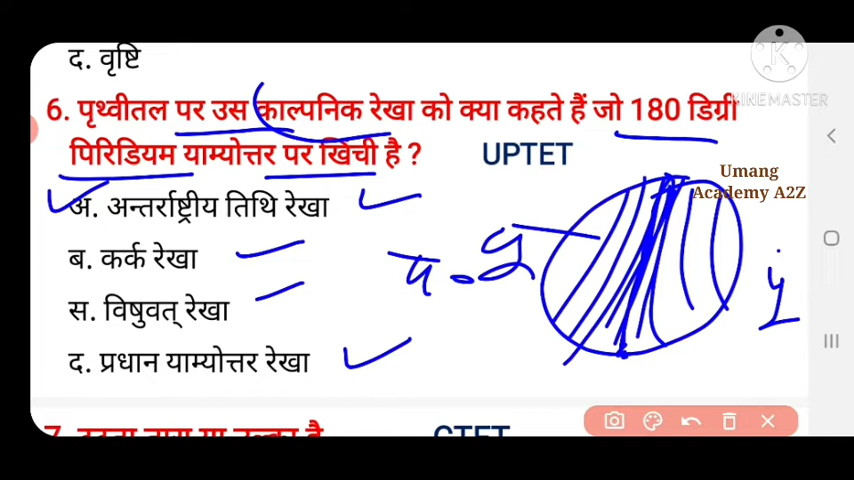 द. वृष्टि
6. पृथ्वीतल पर उस काल्पनिक रेखा को क्या कहते हैं जो 180 डिग्री
KINEMASTER
पिरिडियम याम्योत्तर पर खिची है ? UPTET
Umang
Academy A2Z
अ. अन्तर्राष्ट्रीय तिथि रेखा
ब. कर्क रेखा
स. विषुवत् रेखा
द. प्रधान याम्योत्तर रेखा